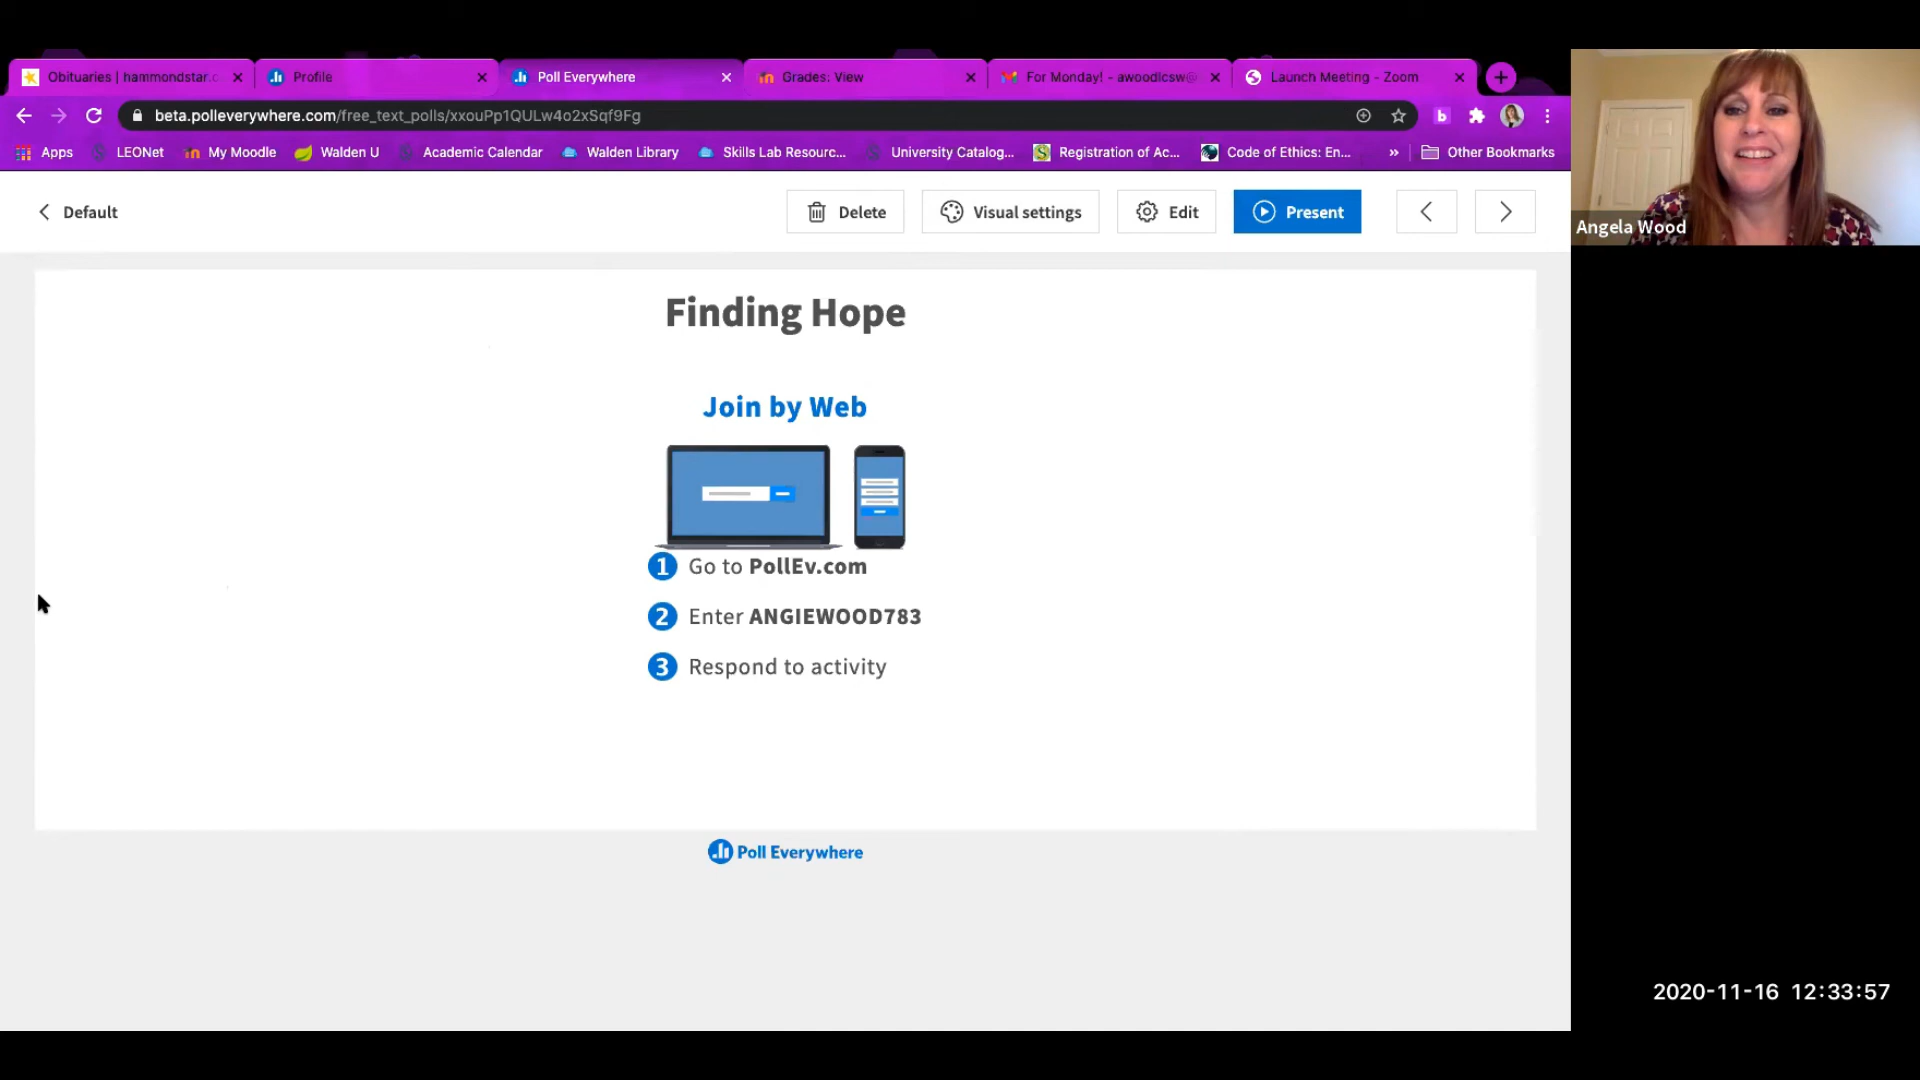 Obituaries | hammondstar.c
Profile
Poll Everywhere
Grades: View
For Monday! - awoodlcsw@
Launch Meeting - Zoom
beta.polleverywhere.com/free_text_polls/xxouPp1QULw4o2xSqf9Fg
Apps
LEONet
My Moodle
Walden U
Academic Calendar
Walden Library
Skills Lab Resourc...
University Catalog...
Registration of Ac...
Code of Ethics: En...
»
Other Bookmarks
Default
Delete
Visual settings
Edit
Present
Angela Wood
Finding Hope
Join by Web
1 Go to PollEv.com
2 Enter ANGIEWOOD783
3 Respond to activity
Poll Everywhere
2020-11-16 12:33:57